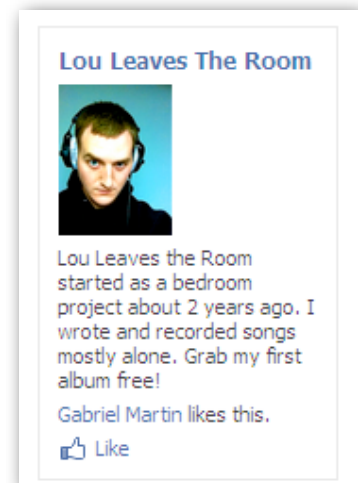 Lou Leaves The Room
Lou Leaves the Room
started as a bedroom
project about 2 years ago. I
wrote and recorded songs
mostly alone. Grab my first
album free!
Gabriel Martin likes this.
Like